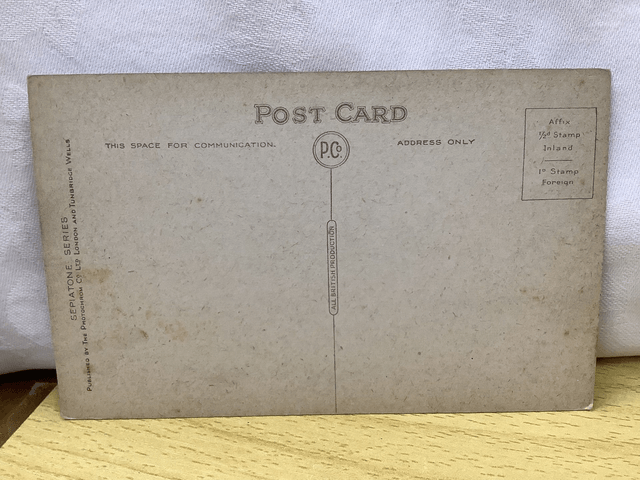 POST CARD
THIS SPACE FOR COMMUNICATION.
P.Co.
ADDRESS ONLY
Affix
½d Stamp
Inland
1d Stamp
Foreign
ALL BRITISH PRODUCTION
SEPIATONE SERIES
PUBLISHED BY THE PHOTOCHROM CO LTD LONDON AND TUNBRIDGE WELLS